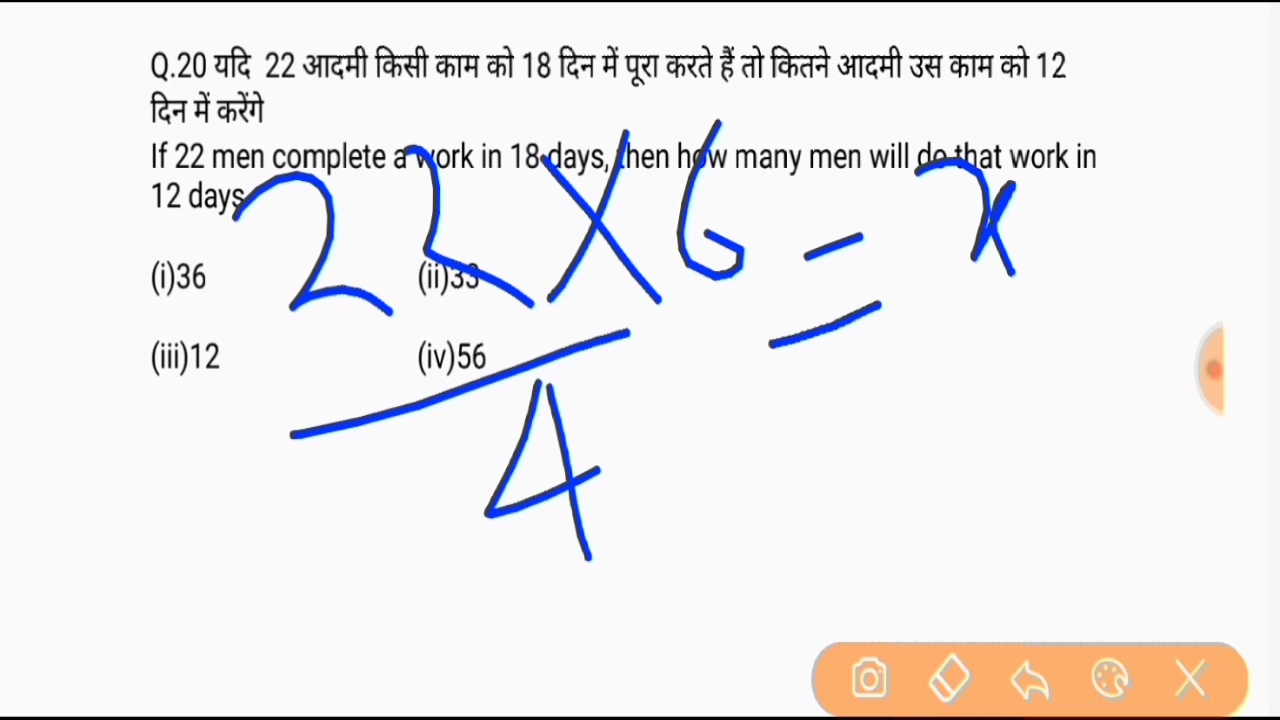 Q.20 यदि 22 आदमी किसी काम को 18 दिन में पूरा करते हैं तो कितने आदमी उस काम को 12
दिन में करेंगे
If 22 men complete a work in 18 days, then how many men will do that work in
12 days
22 X 6 = x
(i)36 (ii)33
(iii)12 (iv)56
4